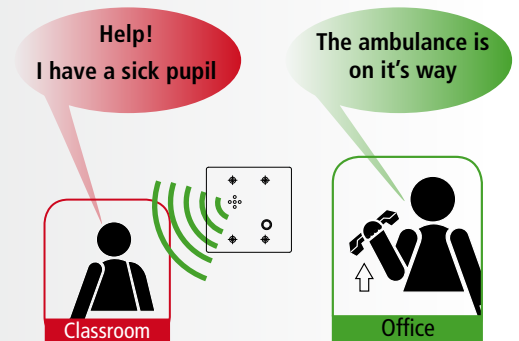 Help!
I have a sick pupil
The ambulance is
on it's way
Classroom
Office